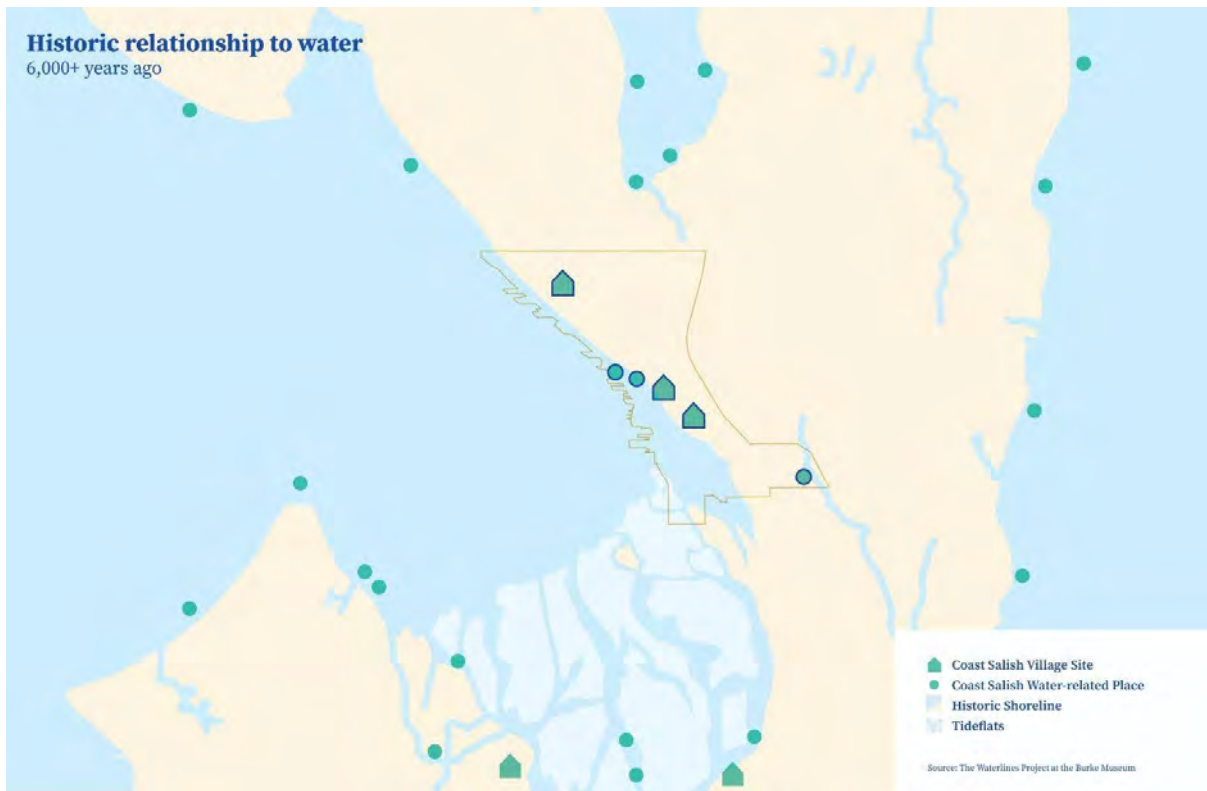 Historic relationship to water
6,000+ years ago
Coast Salish Village Site
Coast Salish Water-related Place
Historic Shoreline
Tideflats
Source: The Waterlines Project at the Burke Museum